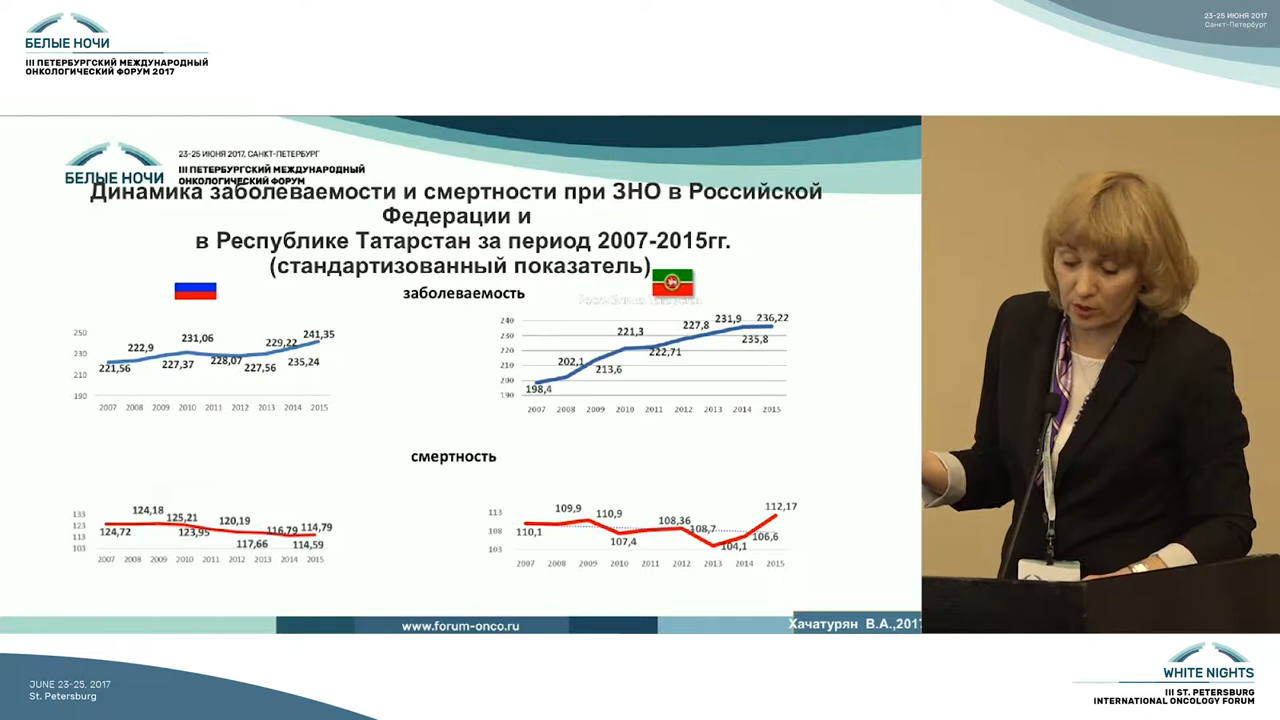 БЕЛЫЕ НОЧИ
III ПЕТЕРБУРГСКИЙ МЕЖДУНАРОДНЫЙ
ОНКОЛОГИЧЕСКИЙ ФОРУМ 2017
23-25 ИЮНЯ 2017
Санкт-Петербург
БЕЛЫЕ НОЧИ
23-25 ИЮНЯ 2017, САНКТ-ПЕТЕРБУРГ
III ПЕТЕРБУРГСКИЙ МЕЖДУНАРОДНЫЙ
ОНКОЛОГИЧЕСКИЙ ФОРУМ
Динамика заболеваемости и смертности при ЗНО в Российской
Федерации и
в Республике Татарстан за период 2007-2015гг.
(стандартизованный показатель)
заболеваемость
250
230
210
190
221,56 222,9 227,37 231,06 228,07 227,56 229,22 235,24 241,35
2007 2008 2009 2010 2011 2012 2013 2014 2015
240
230
220
210
200
190
198,4 202,1 213,6 221,3 222,71 227,8 231,9 235,8 236,22
2007 2008 2009 2010 2011 2012 2013 2014 2015
смертность
133
123
113
103
124,72 124,18 125,21 123,95 120,19 117,66 116,79 114,59 114,79
2007 2008 2009 2010 2011 2012 2013 2014 2015
113
108
103
110,1 109,9 110,9 107,4 108,36 108,7 104,1 106,6 112,17
2007 2008 2009 2010 2011 2012 2013 2014 2015
www.forum-onco.ru
Хачатурян В.А.,2017
JUNE 23-25, 2017
St. Petersburg
WHITE NIGHTS
III ST. PETERSBURG
INTERNATIONAL ONCOLOGY FORUM